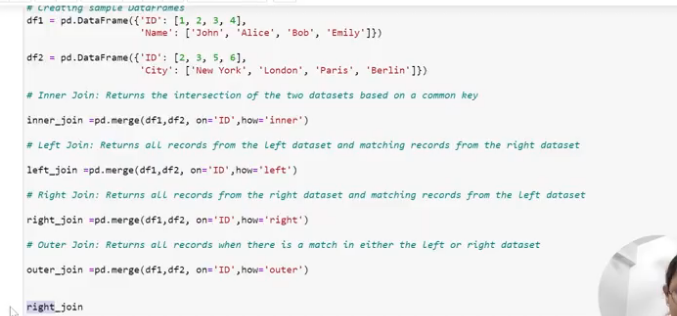 # Creating sample DataFrames
df1 = pd.DataFrame({'ID': [1, 2, 3, 4],
'Name': ['John', 'Alice', 'Bob', 'Emily']})
df2 = pd.DataFrame({'ID': [2, 3, 5, 6],
'City': ['New York', 'London', 'Paris', 'Berlin']})
# Inner Join: Returns the intersection of the two datasets based on a common key
inner_join =pd.merge(df1,df2, on='ID',how='inner')
# Left Join: Returns all records from the left dataset and matching records from the right dataset
left_join =pd.merge(df1,df2, on='ID',how='left')
# Right Join: Returns all records from the right dataset and matching records from the left dataset
right_join =pd.merge(df1,df2, on='ID',how='right')
# Outer Join: Returns all records when there is a match in either the left or right dataset
outer_join =pd.merge(df1,df2, on='ID',how='outer')
right_join